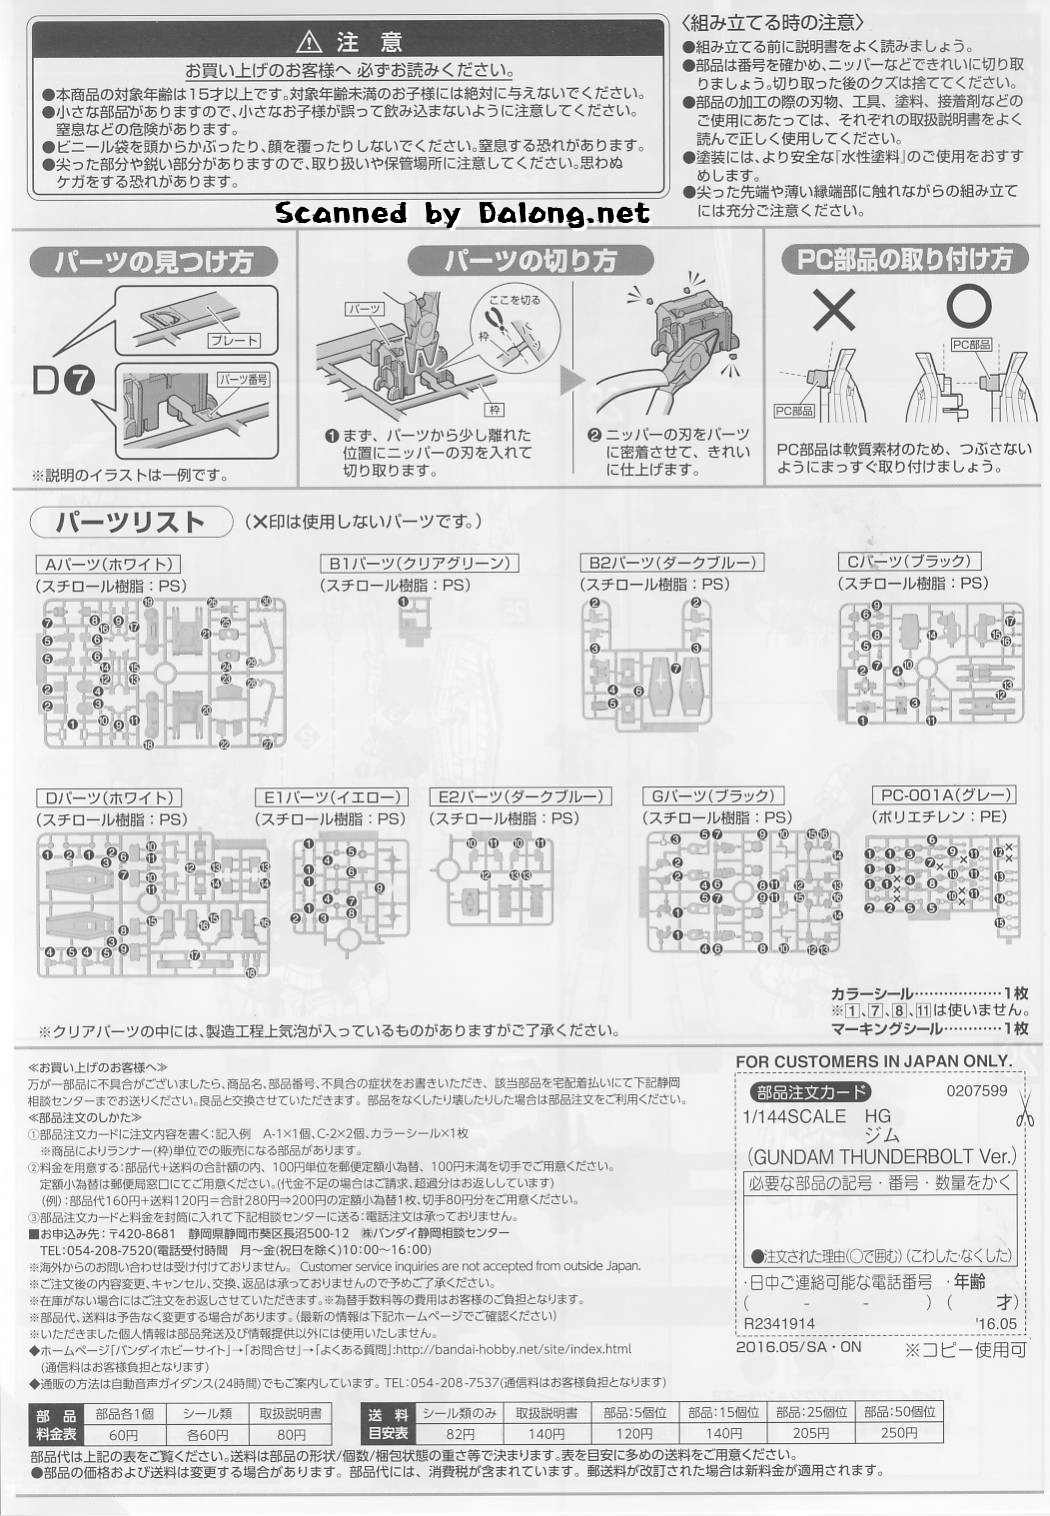 注 意
お買い上げのお客様へ 必ずお読みください。
●本商品の対象年齢は15才以上です。対象年齢未満のお子様には絶対に与えないでください。
●小さな部品がありますので、小さなお子様が誤って飲み込まないように注意してください。
窒息などの危険があります。
●ビニール袋を頭からかぶったり、顔を覆ったりしないでください。窒息する恐れがあります。
●尖った部分や鋭い部分がありますので、取り扱いや保管場所に注意してください。思わぬ
ケガをする恐れがあります。
〈組み立てる時の注意〉
●組み立てる前に説明書をよく読みましょう。
●部品は番号を確かめ、ニッパーなどできれいに切り取
りましょう。切り取った後のクズは捨ててください。
●部品の加工の際の刃物、工具、塗料、接着剤などの
ご使用にあたっては、それぞれの取扱説明書をよく
読んで正しく使用してください。
●塗装には、より安全な『水性塗料』のご使用をおすす
めします。
●尖った先端や薄い縁端部に触れながらの組み立て
には充分ご注意ください。
Scanned by Dalong.net
パーツの見つけ方
プレート
D7
パーツ番号
※説明のイラストは一例です。
パーツの切り方
パーツ
ここを切る
枠
枠
❶まず、パーツから少し離れた
位置にニッパーの刃を入れて
切り取ります。
❷ニッパーの刃をパーツ
に密着させて、きれい
に仕上げます。
PC部品の取り付け方
PC部品
PC部品
PC部品は軟質素材のため、つぶさない
ようにまっすぐ取り付けましょう。
パーツリスト
(✕印は使用しないパーツです。)
Aパーツ(ホワイト)
(スチロール樹脂：PS)
B1パーツ(クリアグリーン)
(スチロール樹脂：PS)
B2パーツ(ダークブルー)
(スチロール樹脂：PS)
Cパーツ(ブラック)
(スチロール樹脂：PS)
Dパーツ(ホワイト)
(スチロール樹脂：PS)
E1パーツ(イエロー)
(スチロール樹脂：PS)
E2パーツ(ダークブルー)
(スチロール樹脂：PS)
Gパーツ(ブラック)
(スチロール樹脂：PS)
PC-001A(グレー)
(ポリエチレン：PE)
カラーシール･･････････････････1枚
※1、7、8、11は使いません。
マーキングシール････････････1枚
※クリアパーツの中には、製造工程上気泡が入っているものがありますがご了承ください。
≪お買い上げのお客様へ≫
万が一部品に不具合がございましたら、商品名、部品番号、不具合の症状をお書きいただき、該当部品を宅配着払いにて下記静岡
相談センターまでお送りください。良品と交換させていただきます。部品をなくしたり壊したりした場合は部品注文をご利用ください。
≪部品注文のしかた≫
①部品注文カードに注文内容を書く：記入例 A-1×1個、C-2×2個、カラーシール×1枚
※商品によりランナー(枠)単位での販売になる部品があります。
②料金を用意する：部品代+送料の合計額の内、100円単位を郵便定額小為替、100円未満を切手でご用意ください。
定額小為替は郵便局窓口にてご用意ください。(代金不足の場合はご請求、超過分はお返しいたします)
(例)：部品代160円+送料120円=合計280円⇒200円の定額小為替1枚、切手80円分をご用意ください。
③部品注文カードと料金を封筒に入れて下記相談センターに送る：電話注文は承っておりません。
■お申込み先：〒420-8681 静岡県静岡市葵区長沼500-12 ㈱バンダイ静岡相談センター
TEL:054-208-7520(電話受付時間 月〜金(祝日を除く)10:00〜16:00)
※海外からのお問い合わせは受け付けておりません。 Customer service inquiries are not accepted from outside Japan.
※ご注文後の内容変更、キャンセル、交換、返品は承っておりませんので予めご了承ください。
※在庫がない場合にはご注文をお返しさせていただきます。※為替手数料等の費用はお客様のご負担となります。
※部品代、送料は予告なく変更する場合があります。(最新の情報は下記ホームページでご確認ください)
※いただきました個人情報は部品発送及び情報提供以外には使用いたしません。
◆ホームページ「バンダイホビーサイト」→「お問合せ」→「よくある質問」:http://bandai-hobby.net/site/index.html
(通信料はお客様負担となります)
◆通販の方法は自動音声ガイダンス(24時間)でもご案内しています。TEL:054-208-7537(通信料はお客様負担となります)
FOR CUSTOMERS IN JAPAN ONLY.
部品注文カード 0207599
1/144SCALE HG
ジム
(GUNDAM THUNDERBOLT Ver.)
必要な部品の記号・番号・数量をかく
●注文された理由(○で囲む)(こわした･なくした)
･日中ご連絡可能な電話番号 ･年齢
( - - ) ( 才)
R2341914 '16.05
2016.05/SA・ON ※コピー使用可
部品料金表 部品各1個 シール類 取扱説明書
60円 各60円 80円
送料目安表 シール類のみ 取扱説明書 部品:5個位 部品:15個位 部品:25個位 部品:50個位
82円 140円 120円 140円 205円 250円
部品代は上記の表をご覧ください。送料は部品の形状/個数/梱包状態の重さ等で決まります。表を目安に多めの送料をご用意ください。
●部品の価格および送料は変更する場合があります。部品代には、消費税が含まれています。郵送料が改訂された場合は新料金が適用されます。